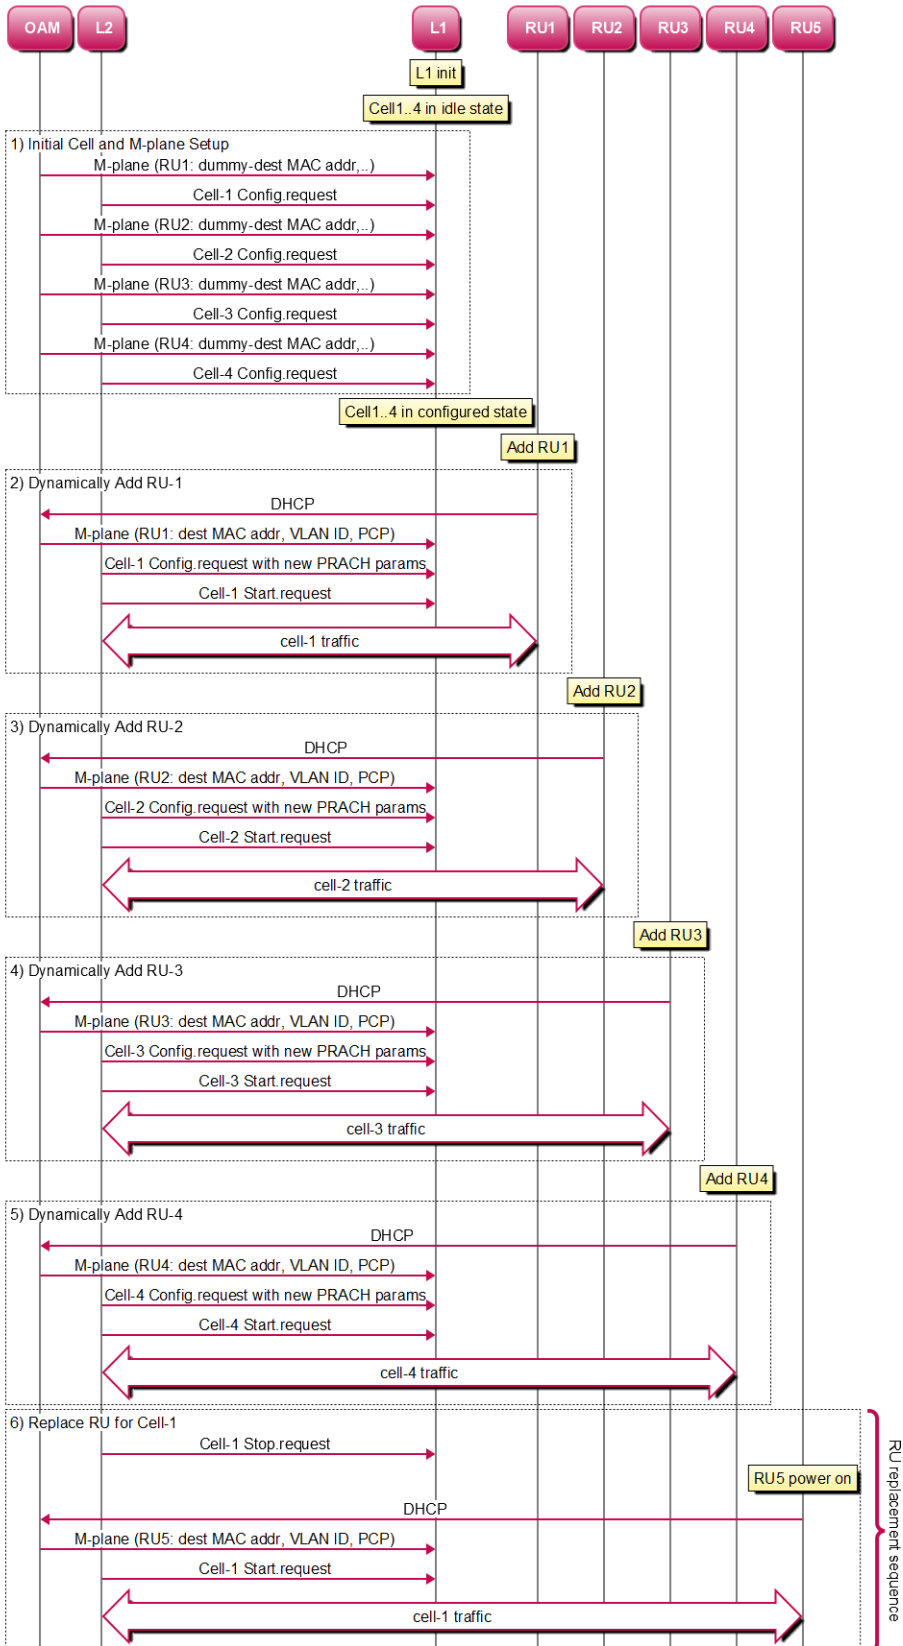 OAM L2 L1 RU1 RU2 RU3 RU4 RU5
L1 init
Cell1..4 in idle state
1) Initial Cell and M-plane Setup
M-plane (RU1: dummy-dest MAC addr,..)
Cell-1 Config.request
M-plane (RU2: dummy-dest MAC addr,..)
Cell-2 Config.request
M-plane (RU3: dummy-dest MAC addr,..)
Cell-3 Config.request
M-plane (RU4: dummy-dest MAC addr,..)
Cell-4 Config.request
Cell1..4 in configured state
Add RU1
2) Dynamically Add RU-1
DHCP
M-plane (RU1: dest MAC addr, VLAN ID, PCP)
Cell-1 Config.request with new PRACH params
Cell-1 Start.request
cell-1 traffic
Add RU2
3) Dynamically Add RU-2
DHCP
M-plane (RU2: dest MAC addr, VLAN ID, PCP)
Cell-2 Config.request with new PRACH params
Cell-2 Start.request
cell-2 traffic
Add RU3
4) Dynamically Add RU-3
DHCP
M-plane (RU3: dest MAC addr, VLAN ID, PCP)
Cell-3 Config.request with new PRACH params
Cell-3 Start.request
cell-3 traffic
Add RU4
5) Dynamically Add RU-4
DHCP
M-plane (RU4: dest MAC addr, VLAN ID, PCP)
Cell-4 Config.request with new PRACH params
Cell-4 Start.request
cell-4 traffic
6) Replace RU for Cell-1
Cell-1 Stop.request
RU5 power on
DHCP
M-plane (RU5: dest MAC addr, VLAN ID, PCP)
Cell-1 Start.request
cell-1 traffic
RU replacement sequence